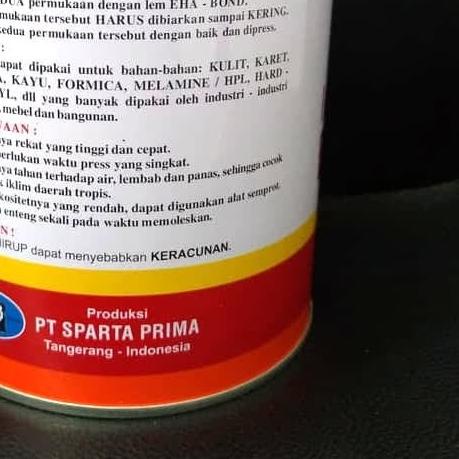 permukaan dengan lem EHA - BOND.
mukaan tersebut HARUS dibiarkan sampai KERING.
kedua permukaan tersebut dengan baik dan dipress.
:
apat dipakai untuk bahan-bahan: KULIT, KARET,
KAYU, FORMICA, MELAMINE / HPL, HARD -
YL, dll yang banyak dipakai oleh industri - industri
mebel dan bangunan.
AAN :
ya rekat yang tinggi dan cepat.
erlukan waktu press yang singkat.
ya tahan terhadap air, lembab dan panas, sehingga cocok
iklim daerah tropis.
kositetnya yang rendah, dapat digunakan alat semprot.
enteng sekali pada waktu memoleskan.
N !
HIRUP dapat menyebabkan KERACUNAN.
Produksi
PT SPARTA PRIMA
Tangerang - Indonesia